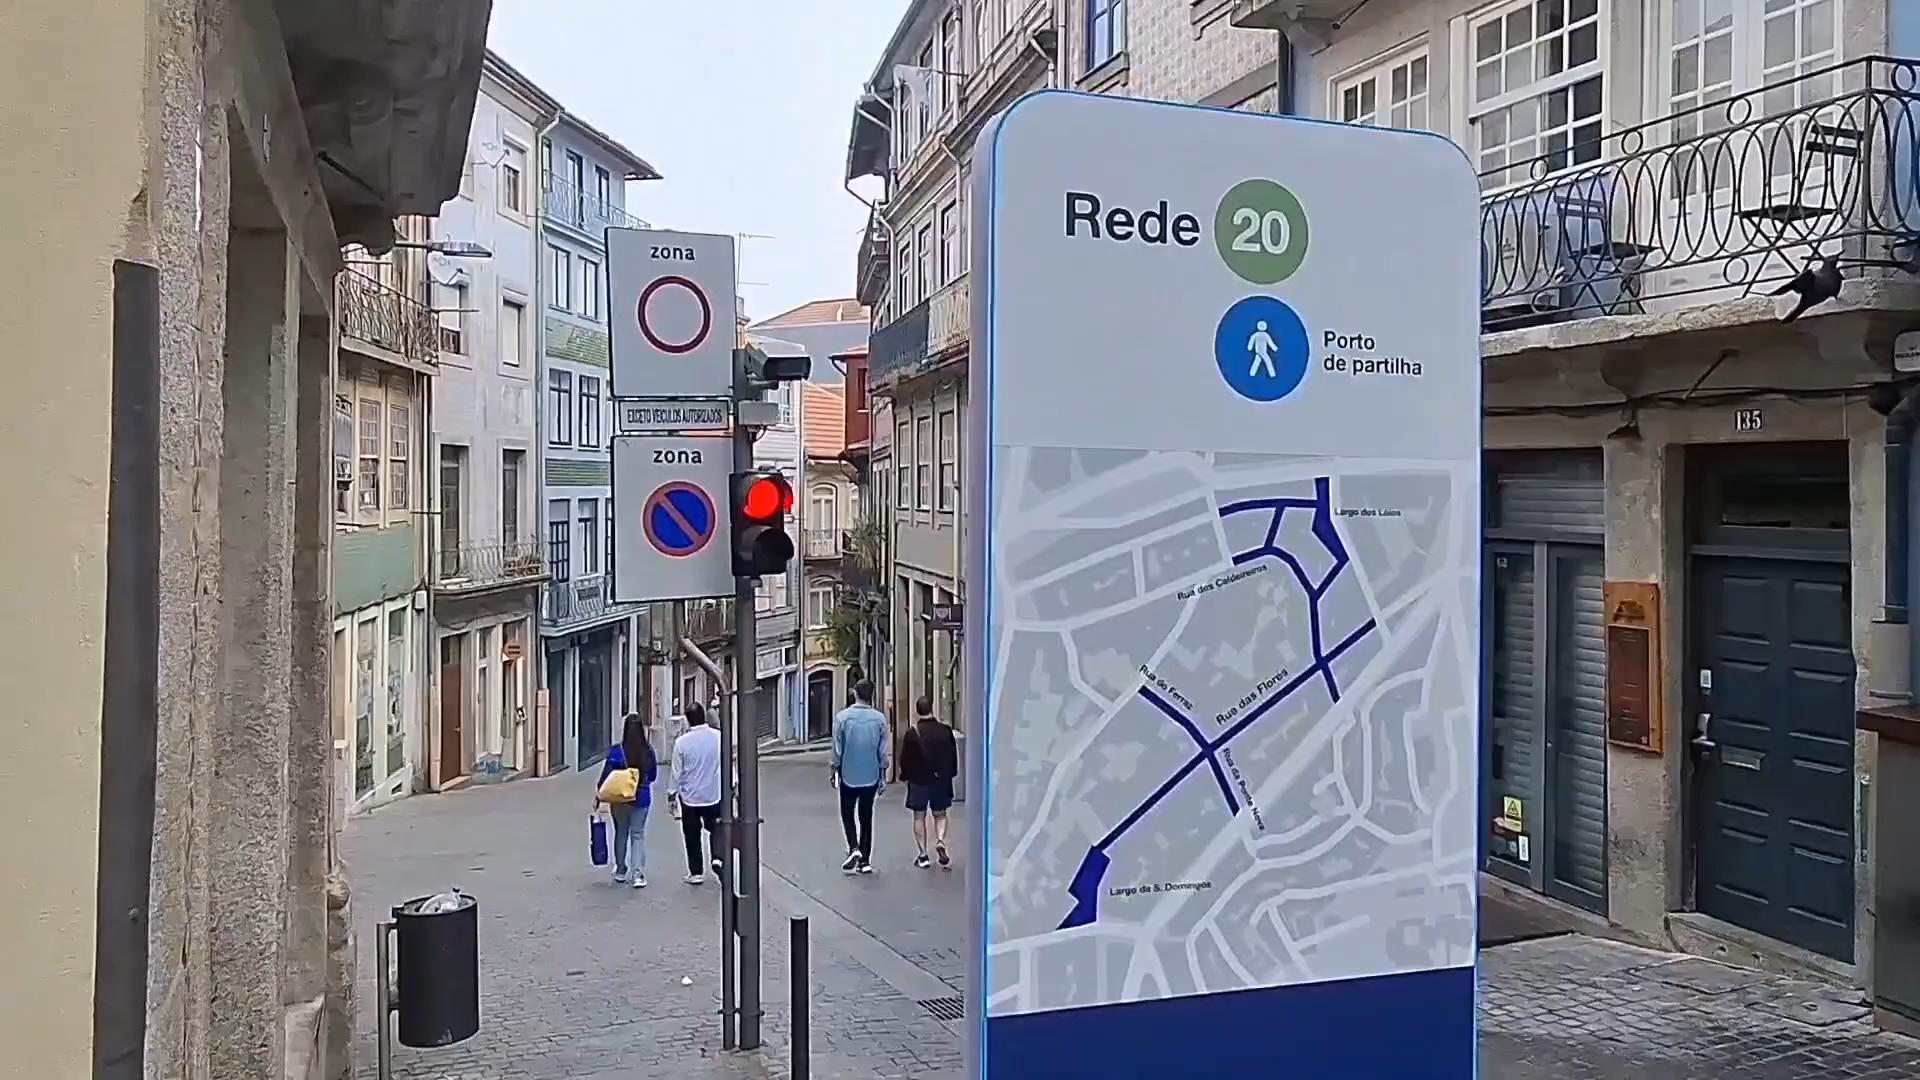 zona
EXCETO VEÍCULOS AUTORIZADOS
zona
Rede 20
Porto
de partilha
Largo dos Lóios
Rua dos Caldeireiros
Rua do Ferraz
Rua das Flores
Rua da Ponte Nova
Largo de S. Domingos
135